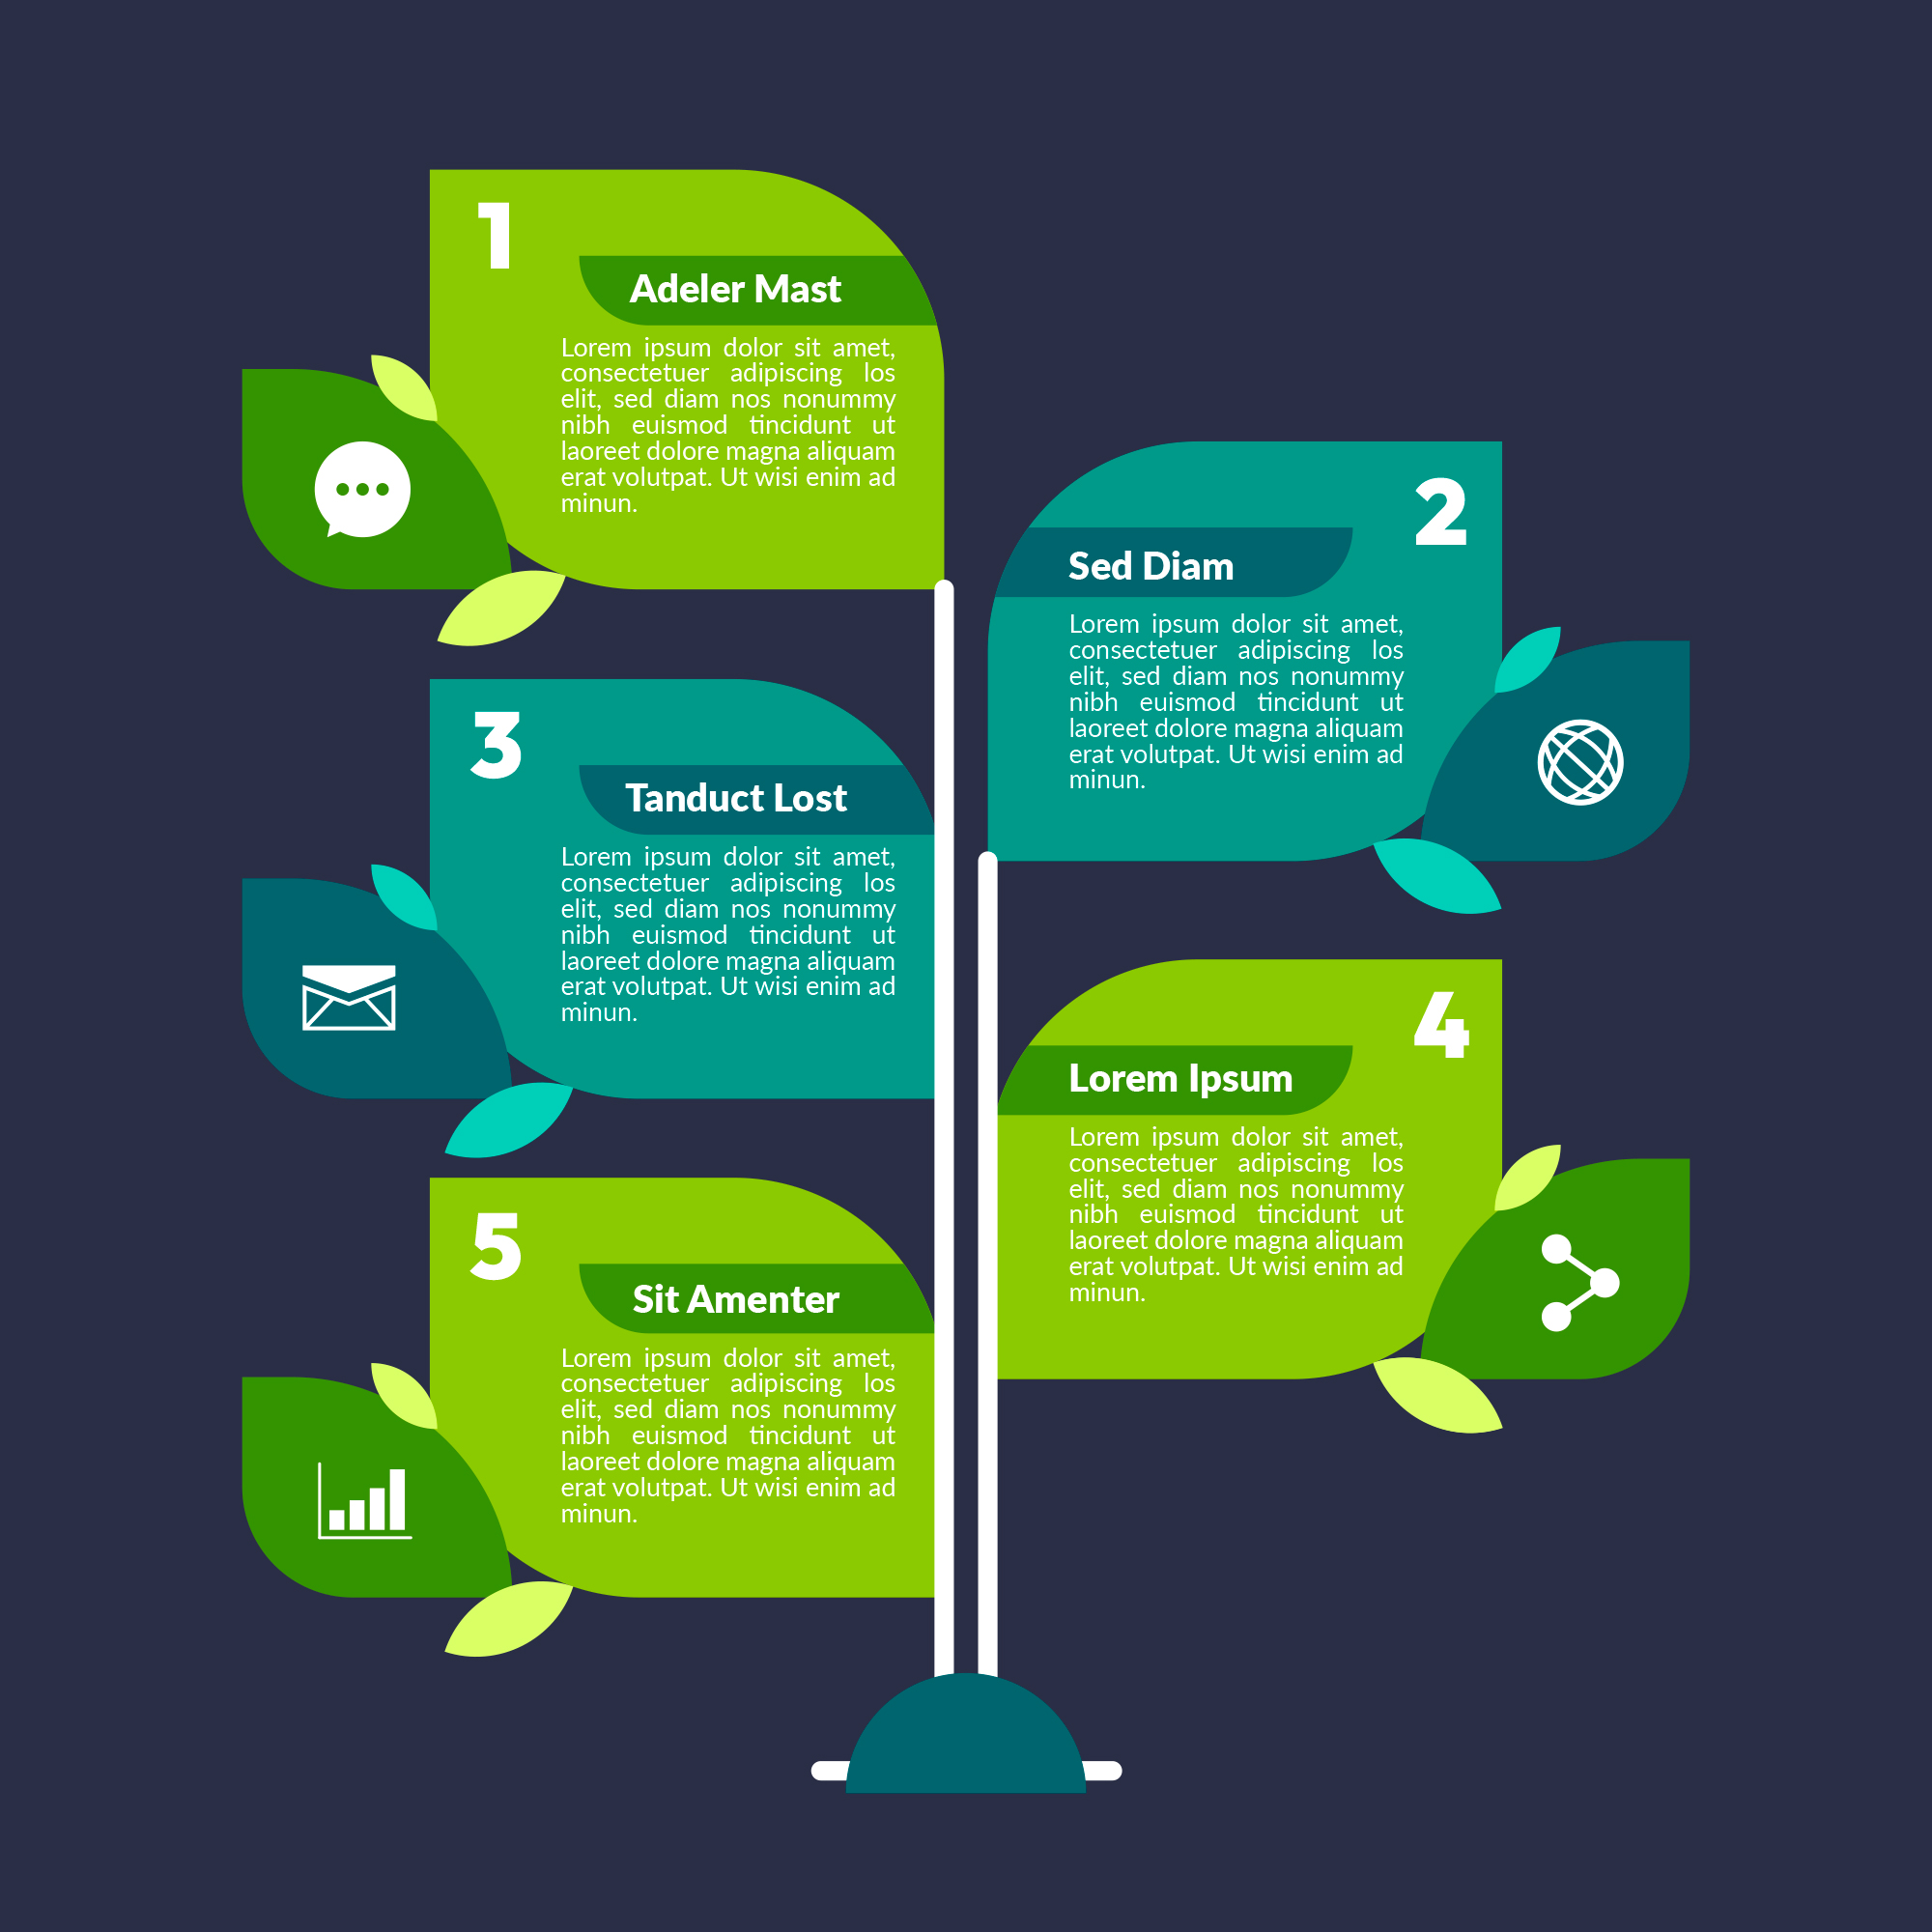 1
Adeler Mast
Lorem ipsum dolor sit amet,
consectetuer adipiscing los
elit, sed diam nos nonummy
nibh euismod tincidunt ut
laoreet dolore magna aliquam
erat volutpat. Ut wisi enim ad
minun.
2
Sed Diam
Lorem ipsum dolor sit amet,
consectetuer adipiscing los
elit, sed diam nos nonummy
nibh euismod tincidunt ut
laoreet dolore magna aliquam
erat volutpat. Ut wisi enim ad
minun.
3
Tanduct Lost
Lorem ipsum dolor sit amet,
consectetuer adipiscing los
elit, sed diam nos nonummy
nibh euismod tincidunt ut
laoreet dolore magna aliquam
erat volutpat. Ut wisi enim ad
minun.
4
Lorem Ipsum
Lorem ipsum dolor sit amet,
consectetuer adipiscing los
elit, sed diam nos nonummy
nibh euismod tincidunt ut
laoreet dolore magna aliquam
erat volutpat. Ut wisi enim ad
minun.
5
Sit Amenter
Lorem ipsum dolor sit amet,
consectetuer adipiscing los
elit, sed diam nos nonummy
nibh euismod tincidunt ut
laoreet dolore magna aliquam
erat volutpat. Ut wisi enim ad
minun.